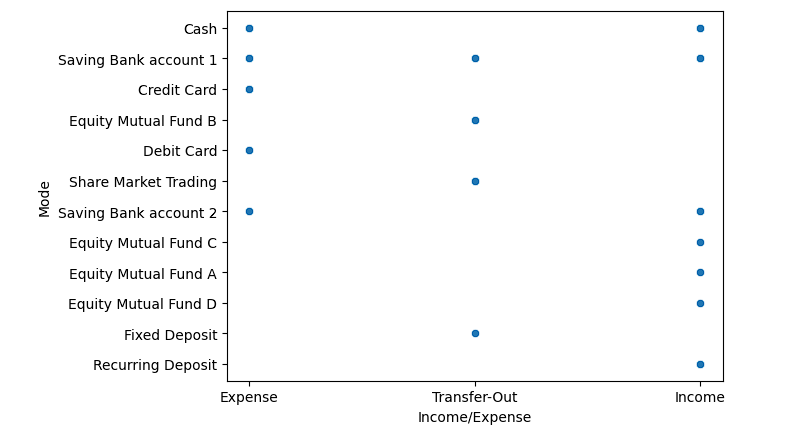 Cash
Saving Bank account 1
Credit Card
Equity Mutual Fund B
Debit Card
Share Market Trading
Saving Bank account 2
Equity Mutual Fund C
Equity Mutual Fund A
Equity Mutual Fund D
Fixed Deposit
Recurring Deposit
Mode
Expense Transfer-Out Income
Income/Expense